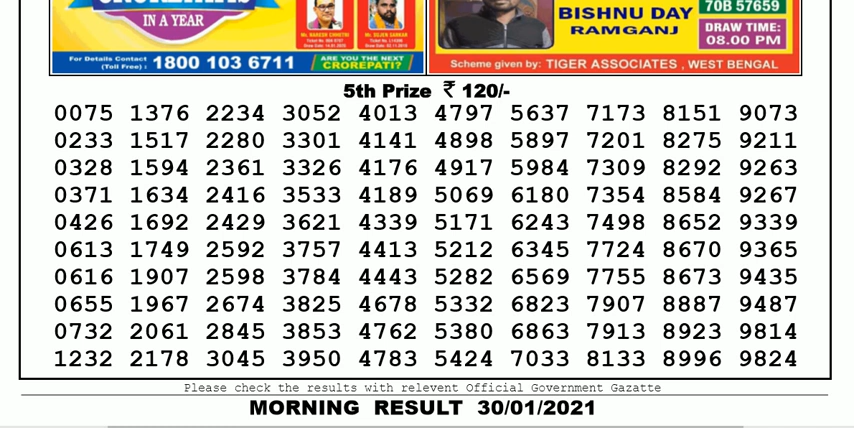 IN A YEAR
For Details Contact
(Toll Free) : 1800 103 6711
ARE YOU THE NEXT
CROREPATI?
BISHNU DAY
RAMGANJ
70B 57659
DRAW TIME:
08.00 PM
Scheme given by: TIGER ASSOCIATES , WEST BENGAL
5th Prize ₹ 120/-
0075 1376 2234 3052 4013 4797 5637 7173 8151 9073
0233 1517 2280 3301 4141 4898 5897 7201 8275 9211
0328 1594 2361 3326 4176 4917 5984 7309 8292 9263
0371 1634 2416 3533 4189 5069 6180 7354 8584 9267
0426 1692 2429 3621 4339 5171 6243 7498 8652 9339
0613 1749 2592 3757 4413 5212 6345 7724 8670 9365
0616 1907 2598 3784 4443 5282 6569 7755 8673 9435
0655 1967 2674 3825 4678 5332 6823 7907 8887 9487
0732 2061 2845 3853 4762 5380 6863 7913 8923 9814
1232 2178 3045 3950 4783 5424 7033 8133 8996 9824
Please check the results with relevent Official Government Gazatte
MORNING RESULT 30/01/2021